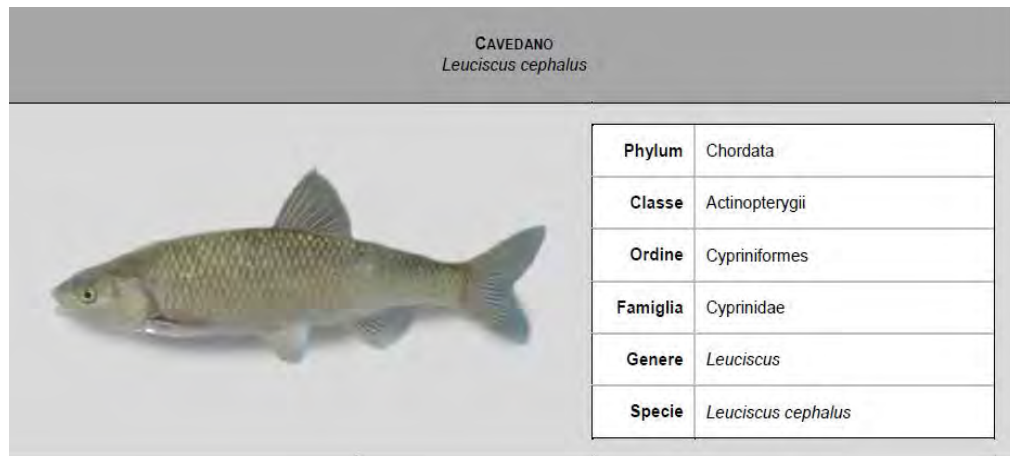 CAVEDANO
Leuciscus cephalus
Phylum Chordata
Classe Actinopterygii
Ordine Cypriniformes
Famiglia Cyprinidae
Genere Leuciscus
Specie Leuciscus cephalus